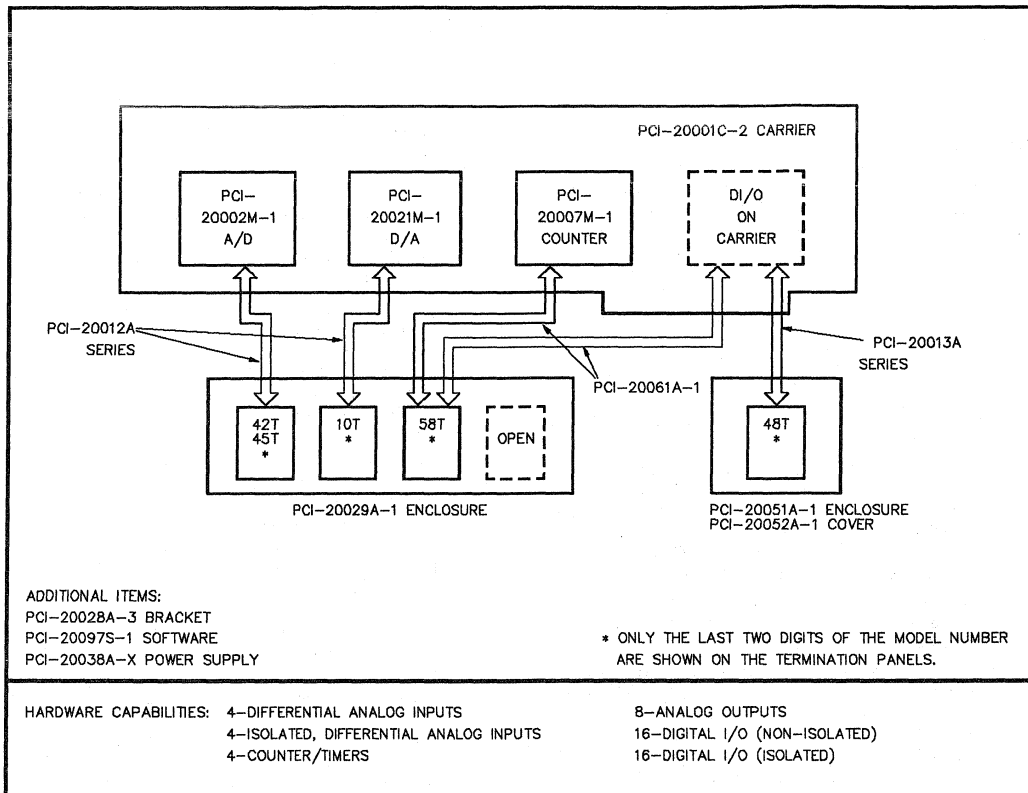 PCI-20001C-2 CARRIER
PCI-
20002M-1
A/D
PCI-
20021M-1
D/A
PCI-
20007M-1
COUNTER
DI/O
ON
CARRIER
PCI-20012A
SERIES
PCI-20013A
SERIES
PCI-20061A-1
42T
45T
*
10T
*
58T
*
OPEN
48T
*
PCI-20029A-1 ENCLOSURE
PCI-20051A-1 ENCLOSURE
PCI-20052A-1 COVER
ADDITIONAL ITEMS:
PCI-20028A-3 BRACKET
PCI-20097S-1 SOFTWARE
PCI-20038A-X POWER SUPPLY
* ONLY THE LAST TWO DIGITS OF THE MODEL NUMBER
ARE SHOWN ON THE TERMINATION PANELS.
HARDWARE CAPABILITIES: 4-DIFFERENTIAL ANALOG INPUTS
4-ISOLATED, DIFFERENTIAL ANALOG INPUTS
4-COUNTER/TIMERS
8-ANALOG OUTPUTS
16-DIGITAL I/O (NON-ISOLATED)
16-DIGITAL I/O (ISOLATED)